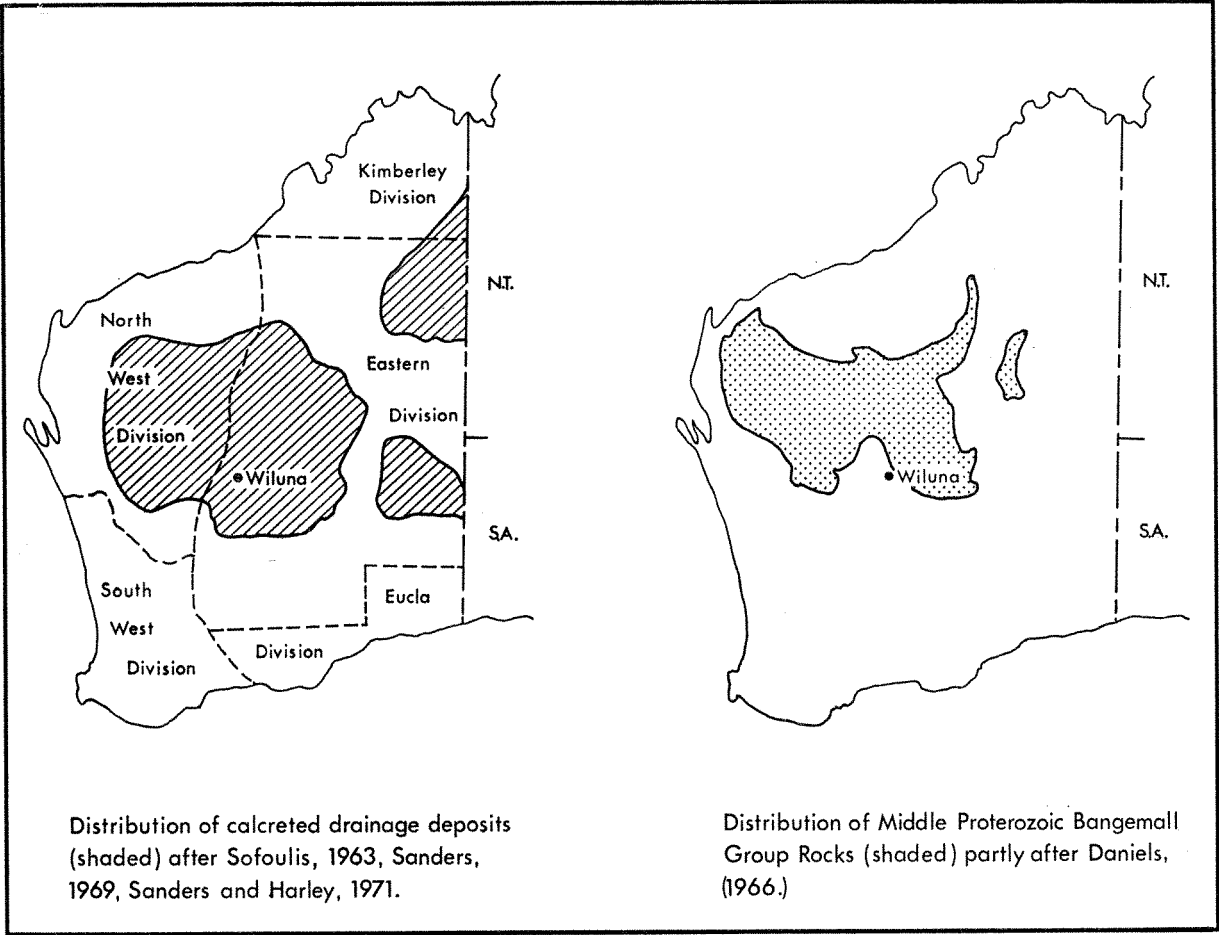 Kimberley
Division
N.T.
North
West
Division
Eastern
Division
Wiluna
S.A.
South
West
Division
Eucla
Division
Distribution of calcreted drainage deposits
(shaded) after Sofoulis, 1963, Sanders,
1969, Sanders and Harley, 1971.
N.T.
Wiluna
S.A.
Distribution of Middle Proterozoic Bangemall
Group Rocks (shaded) partly after Daniels,
(1966.)